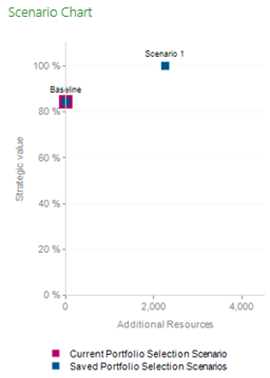 Scenario Chart
Scenario 1
100 %
Baseline
80 %
60 %
40 %
20 %
0 %
Strategic value
0 2,000 4,000
Additional Resources
Current Portfolio Selection Scenario
Saved Portfolio Selection Scenarios